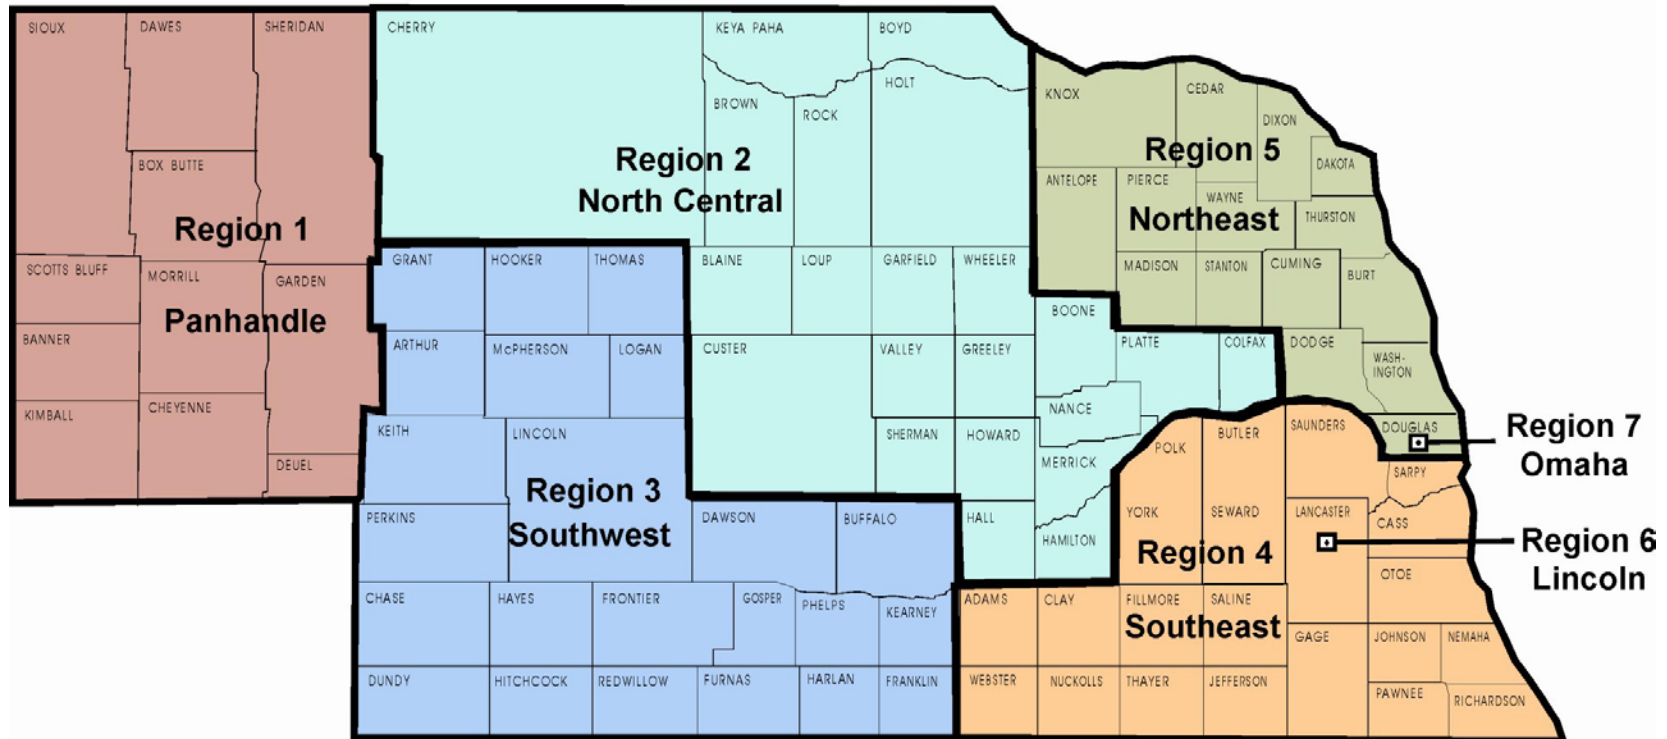 SIOUX
DAWES
SHERIDAN
BOX BUTTE
Region 1
SCOTTS BLUFF
MORRILL
GARDEN
Panhandle
BANNER
KIMBALL
CHEYENNE
DEUEL
CHERRY
KEYA PAHA
BOYD
BROWN
ROCK
HOLT
Region 2
North Central
BLAINE
LOUP
GARFIELD
WHEELER
BOONE
CUSTER
VALLEY
GREELEY
PLATTE
COLFAX
NANCE
SHERMAN
HOWARD
MERRICK
HALL
HAMILTON
GRANT
HOOKER
THOMAS
ARTHUR
McPHERSON
LOGAN
KEITH
LINCOLN
Region 3
Southwest
PERKINS
DAWSON
BUFFALO
CHASE
HAYES
FRONTIER
GOSPER
PHELPS
KEARNEY
DUNDY
HITCHCOCK
REDWILLOW
FURNAS
HARLAN
FRANKLIN
KNOX
CEDAR
DIXON
Region 5
DAKOTA
ANTELOPE
PIERCE
WAYNE
Northeast
THURSTON
MADISON
STANTON
CUMING
BURT
DODGE
WASH-
INGTON
DOUGLAS
Region 7
Omaha
POLK
BUTLER
SAUNDERS
SARPY
YORK
SEWARD
LANCASTER
CASS
Region 4
Region 6
Lincoln
OTOE
ADAMS
CLAY
FILLMORE
SALINE
Southeast
GAGE
JOHNSON
NEMAHA
WEBSTER
NUCKOLLS
THAYER
JEFFERSON
PAWNEE
RICHARDSON